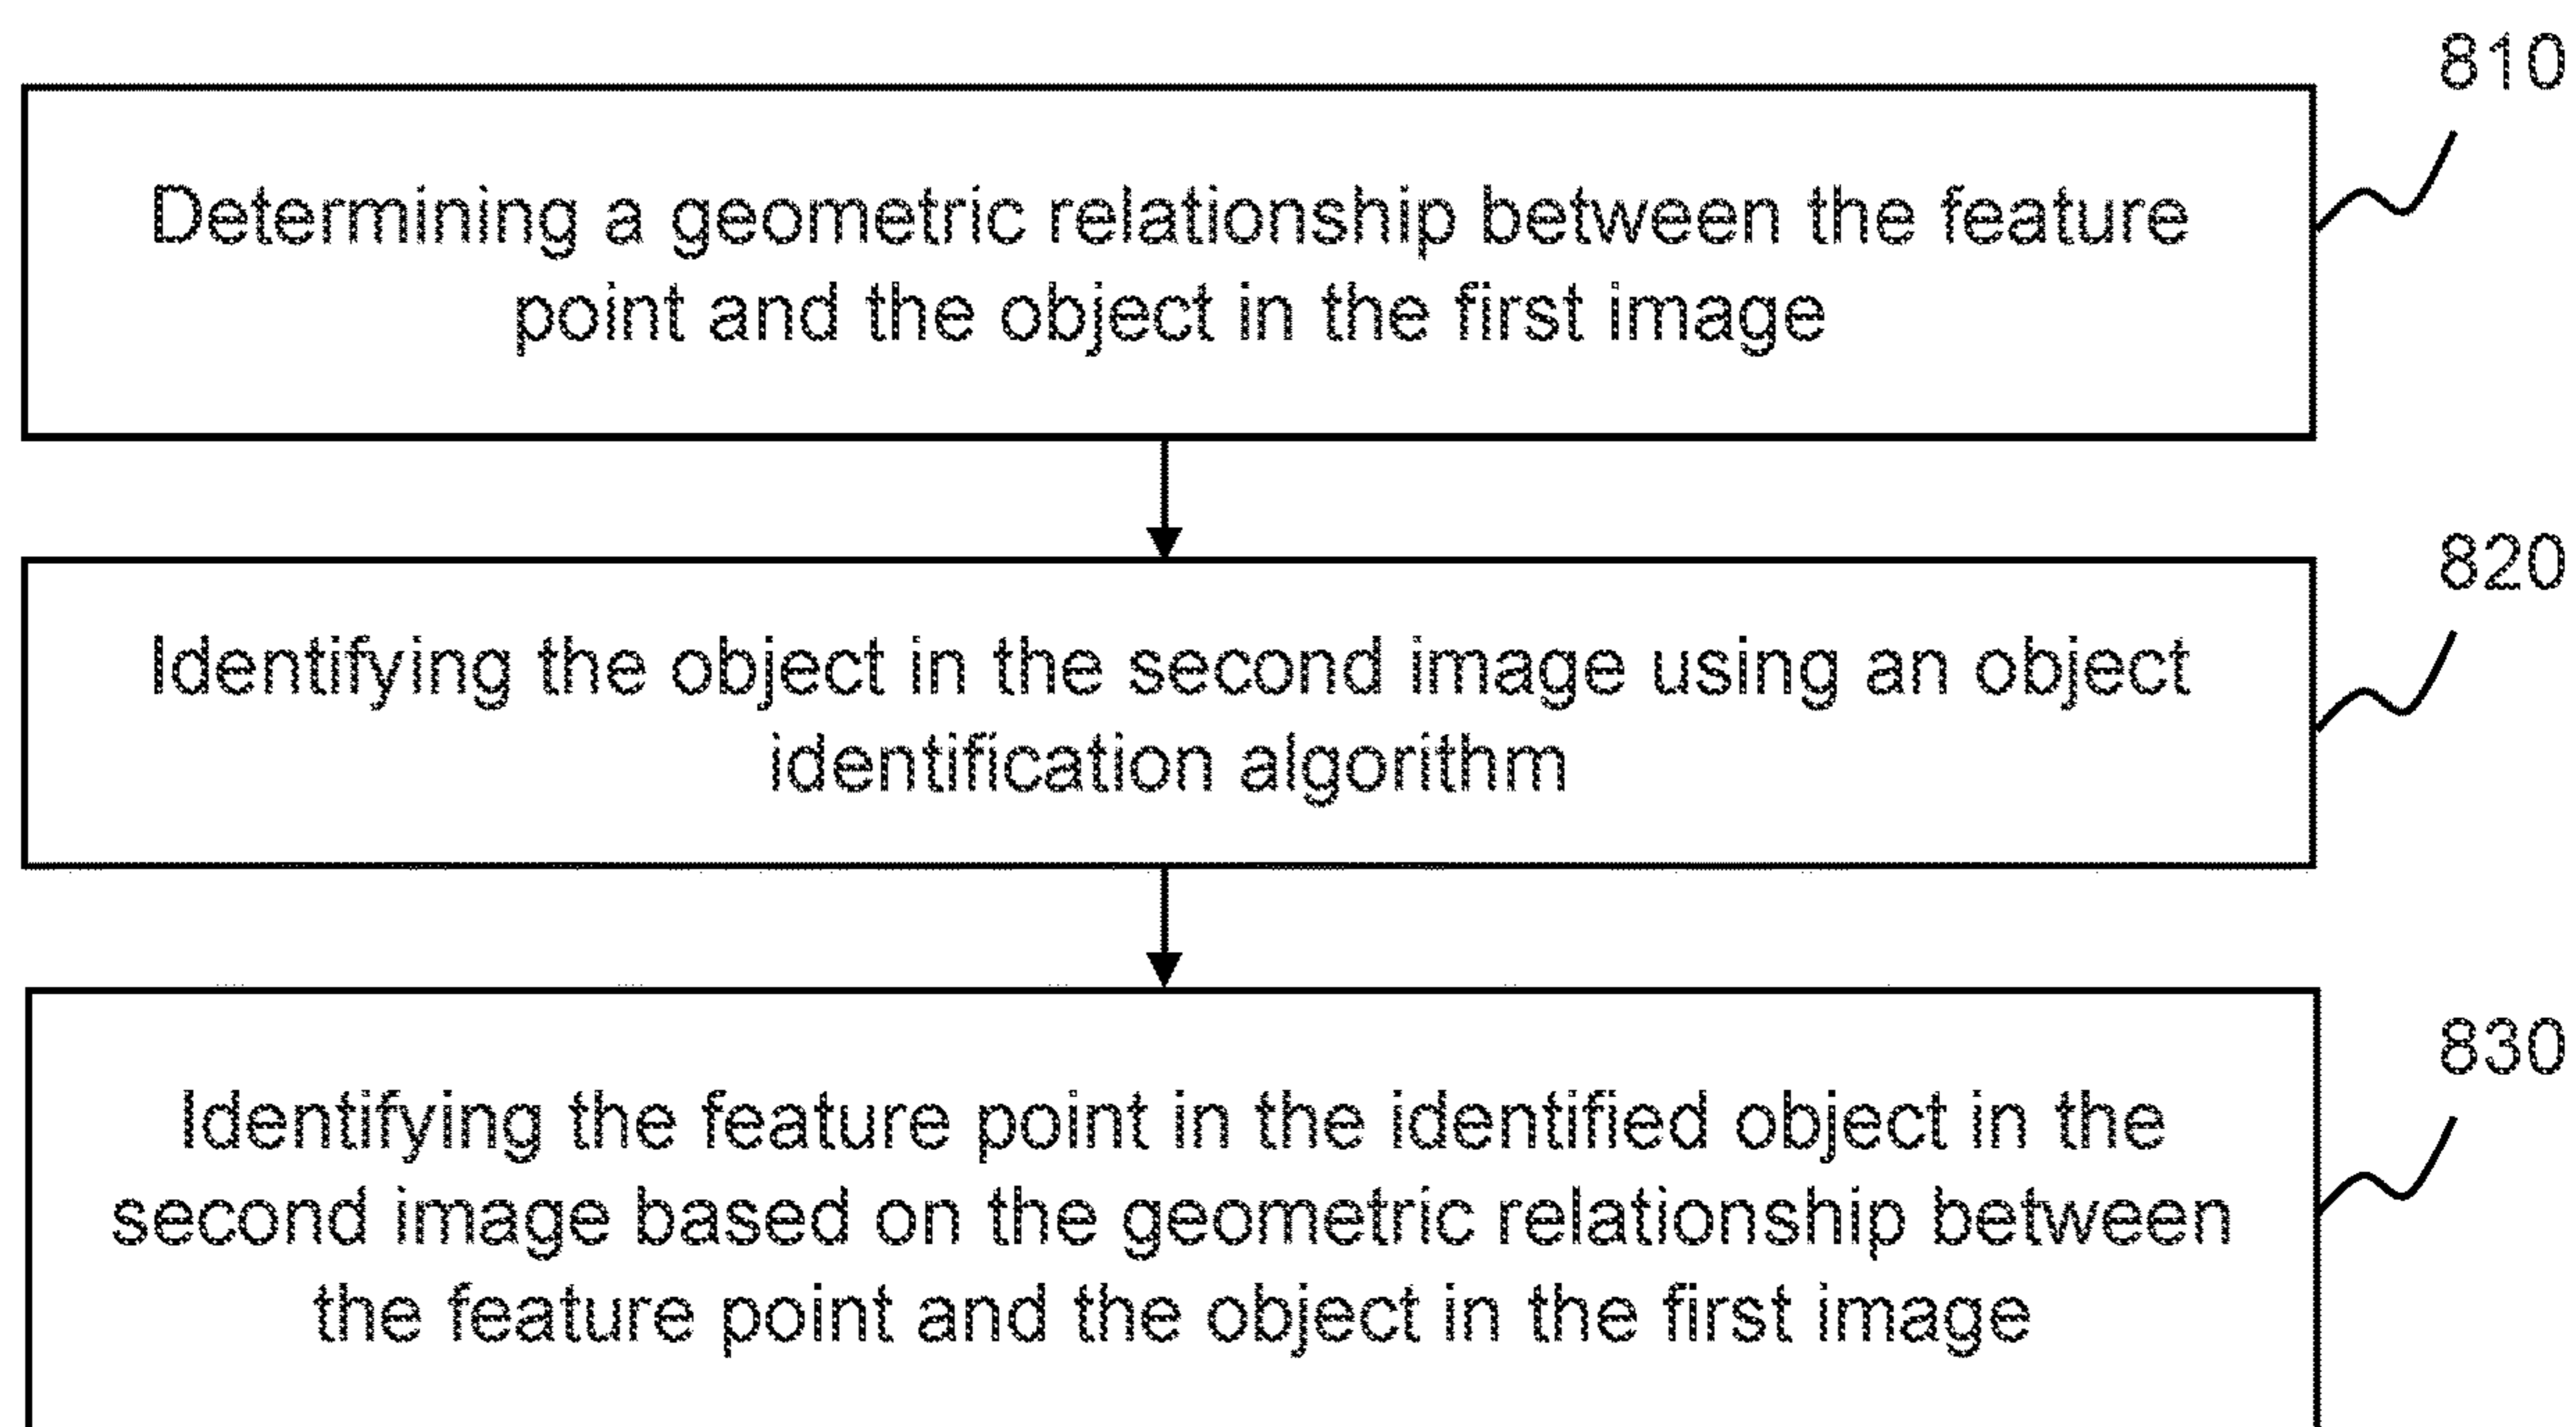 810
Determining a geometric relationship between the feature
point and the object in the first image
820
Identifying the object in the second image using an object
identification algorithm
830
Identifying the feature point in the identified object in the
second image based on the geometric relationship between
the feature point and the object in the first image